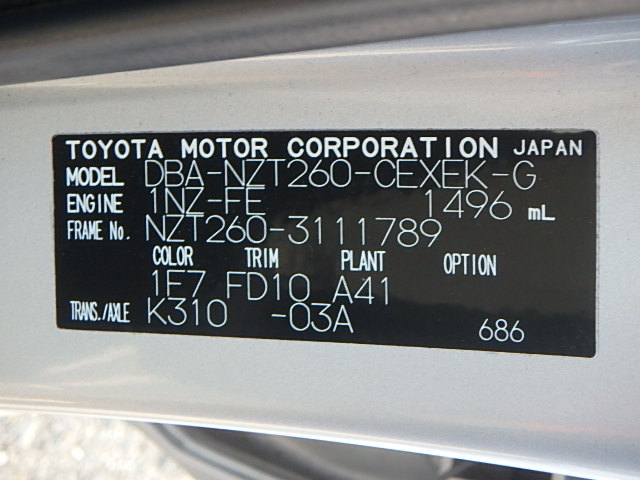 TOYOTA MOTOR CORPORATION JAPAN
MODEL DBA-NZT260-CEXEK-G
ENGINE 1NZ-FE 1496 mL
FRAME No. NZT260-3111789
COLOR TRIM PLANT OPTION
1E7 FD10 A41
TRANS./AXLE K310 -03A
686